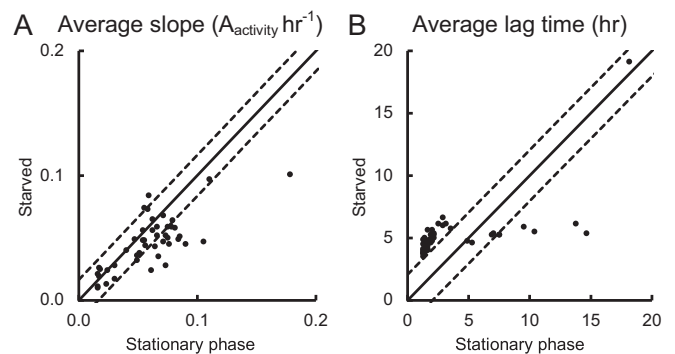 A Average slope (Aactivity hr-1)
0.2
0.1
0.0
Starved
0.0 0.1 0.2
Stationary phase
B Average lag time (hr)
20
15
10
5
0
Starved
0 5 10 15 20
Stationary phase